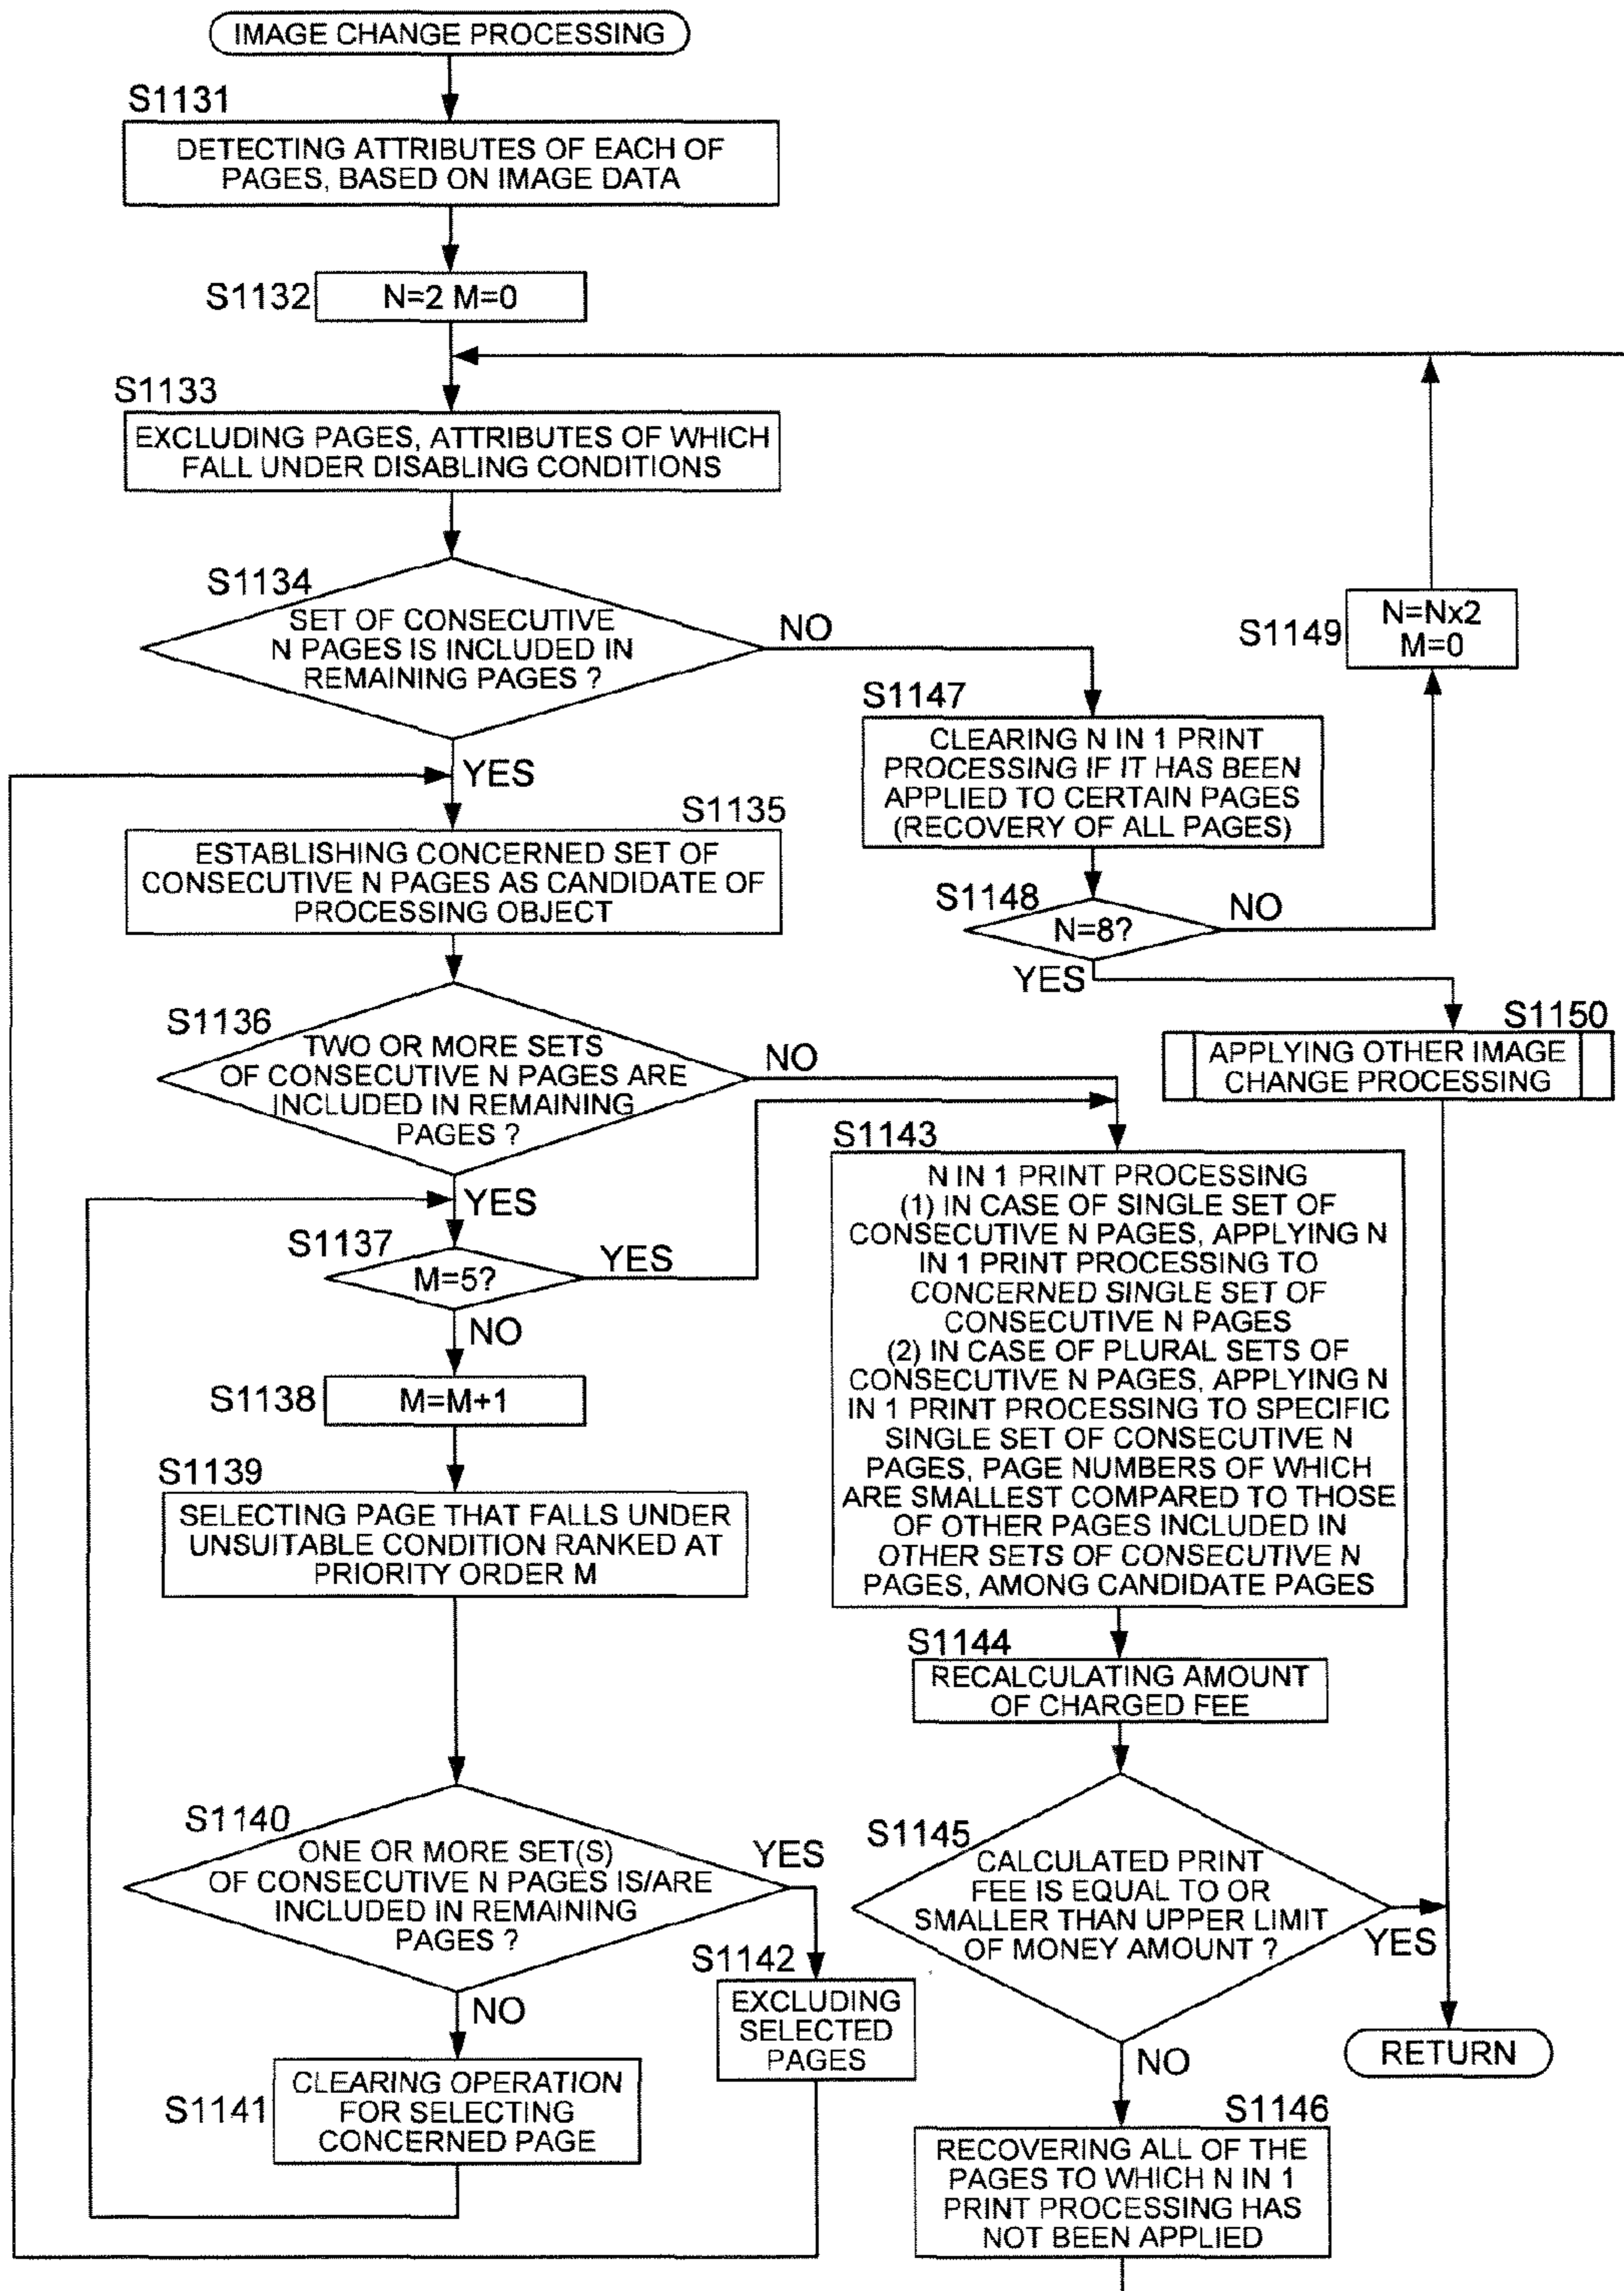 IMAGE CHANGE PROCESSING
S1131
DETECTING ATTRIBUTES OF EACH OF
PAGES, BASED ON IMAGE DATA
S1132
N=2 M=0
S1133
EXCLUDING PAGES, ATTRIBUTES OF WHICH
FALL UNDER DISABLING CONDITIONS
S1134
SET OF CONSECUTIVE
N PAGES IS INCLUDED IN
REMAINING PAGES ?
NO
YES
S1135
ESTABLISHING CONCERNED SET OF
CONSECUTIVE N PAGES AS CANDIDATE OF
PROCESSING OBJECT
S1136
TWO OR MORE SETS
OF CONSECUTIVE N PAGES ARE
INCLUDED IN REMAINING
PAGES ?
NO
YES
S1137
M=5?
YES
NO
S1138
M=M+1
S1139
SELECTING PAGE THAT FALLS UNDER
UNSUITABLE CONDITION RANKED AT
PRIORITY ORDER M
S1140
ONE OR MORE SET(S)
OF CONSECUTIVE N PAGES IS/ARE
INCLUDED IN REMAINING
PAGES ?
YES
NO
S1141
CLEARING OPERATION
FOR SELECTING
CONCERNED PAGE
S1142
EXCLUDING
SELECTED
PAGES
S1149
N=Nx2
M=0
S1147
CLEARING N IN 1 PRINT
PROCESSING IF IT HAS BEEN
APPLIED TO CERTAIN PAGES
(RECOVERY OF ALL PAGES)
S1148
N=8?
NO
YES
S1150
APPLYING OTHER IMAGE
CHANGE PROCESSING
S1143
N IN 1 PRINT PROCESSING
(1) IN CASE OF SINGLE SET OF
CONSECUTIVE N PAGES, APPLYING N
IN 1 PRINT PROCESSING TO
CONCERNED SINGLE SET OF
CONSECUTIVE N PAGES
(2) IN CASE OF PLURAL SETS OF
CONSECUTIVE N PAGES, APPLYING N
IN 1 PRINT PROCESSING TO SPECIFIC
SINGLE SET OF CONSECUTIVE N
PAGES, PAGE NUMBERS OF WHICH
ARE SMALLEST COMPARED TO THOSE
OF OTHER PAGES INCLUDED IN
OTHER SETS OF CONSECUTIVE N
PAGES, AMONG CANDIDATE PAGES
S1144
RECALCULATING AMOUNT
OF CHARGED FEE
S1145
CALCULATED PRINT
FEE IS EQUAL TO OR
SMALLER THAN UPPER LIMIT
OF MONEY AMOUNT ?
YES
NO
RETURN
S1146
RECOVERING ALL OF THE
PAGES TO WHICH N IN 1
PRINT PROCESSING HAS
NOT BEEN APPLIED